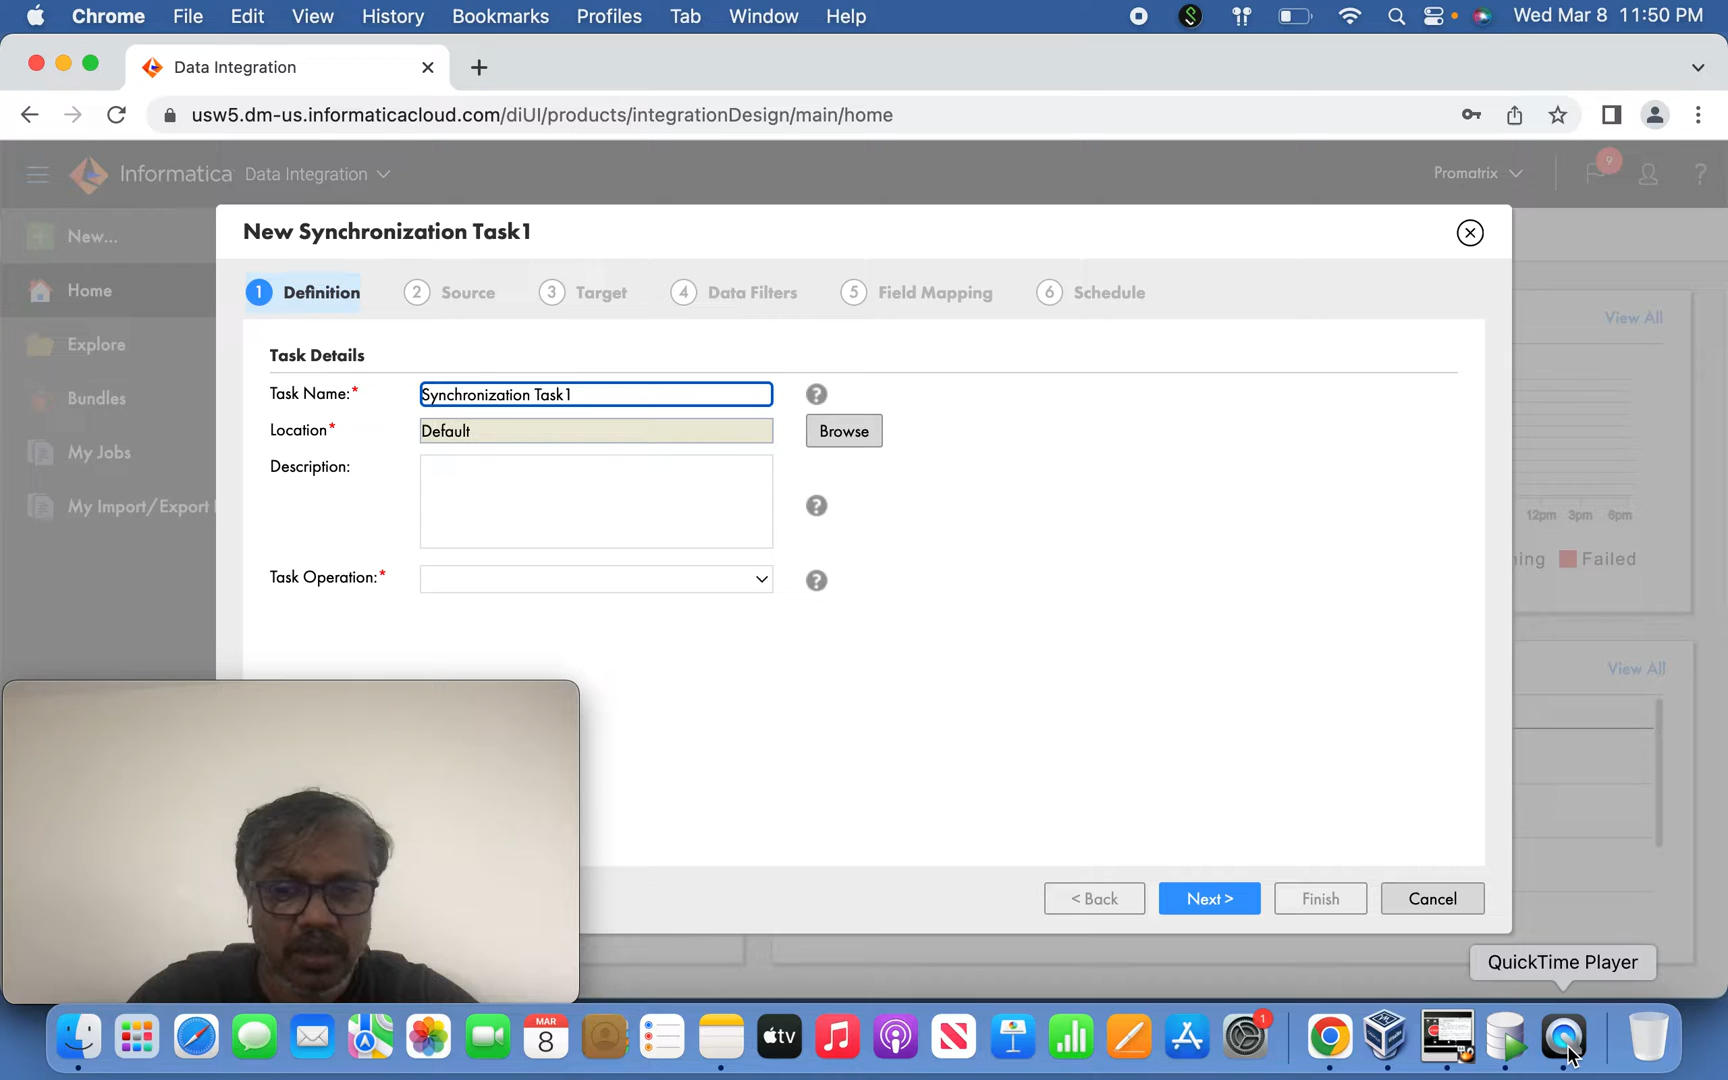 Chrome File Edit View History Bookmarks Profiles Tab Window Help Wed Mar 8 11:50 PM
Data Integration
usw5.dm-us.informaticacloud.com/diUI/products/integrationDesign/main/home
Informatica Data Integration Promatrix 9 ?
New...
Home
Explore
Bundles
My Jobs
My Import/Export
New Synchronization Task1
1 Definition 2 Source 3 Target 4 Data Filters 5 Field Mapping 6 Schedule
Task Details
Task Name:* Synchronization Task1 ?
Location* Default Browse
Description: ?
Task Operation:* ?
View All
12pm 3pm 6pm
Failed
View All
< Back Next > Finish Cancel
QuickTime Player
MAR
8
tv
1